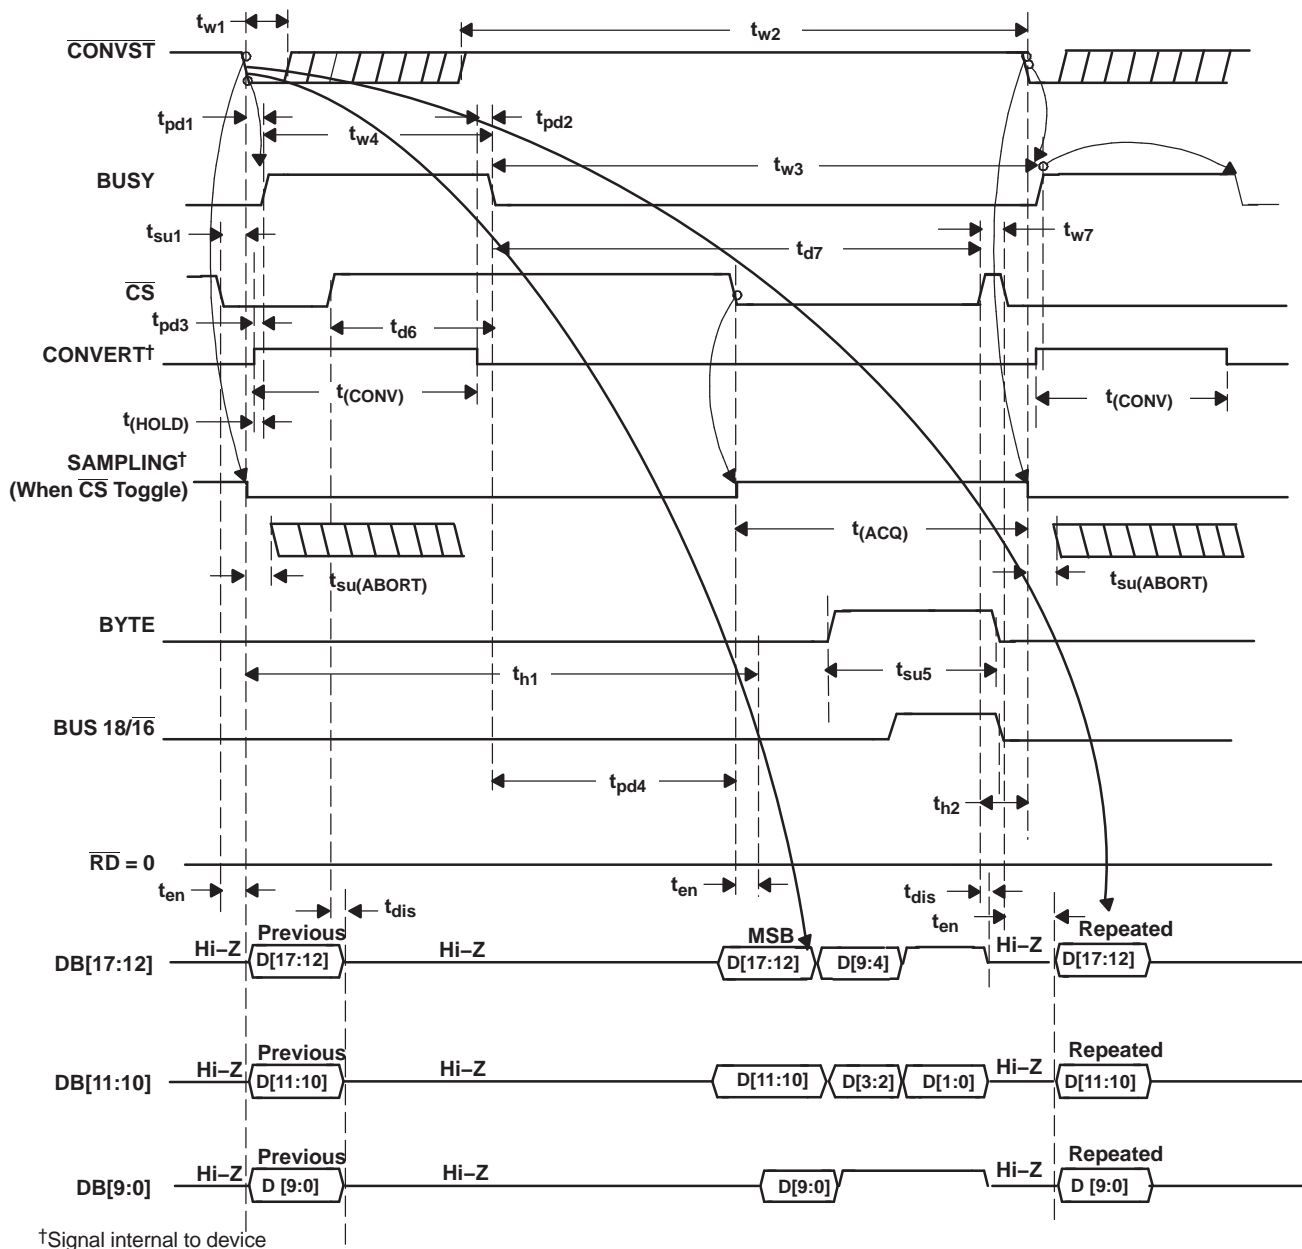 tw1
tw2
CONVST
tpd1
tw4
tpd2
tw3
BUSY
tsu1
tw7
td7
CS
tpd3
td6
CONVERT†
t(CONV)
t(CONV)
t(HOLD)
SAMPLING†
(When CS Toggle)
t(ACQ)
tsu(ABORT)
tsu(ABORT)
BYTE
th1
tsu5
BUS 18/16
tpd4
th2
RD = 0
ten
ten
tdis
tdis
ten
Previous
MSB
Repeated
DB[17:12]
Hi–Z
D[17:12]
Hi–Z
D[17:12]
D[9:4]
Hi–Z
D[17:12]
Previous
Repeated
DB[11:10]
Hi–Z
D[11:10]
Hi–Z
D[11:10]
D[3:2]
D[1:0]
Hi–Z
D[11:10]
Previous
Repeated
DB[9:0]
Hi–Z
D [9:0]
Hi–Z
D[9:0]
Hi–Z
D [9:0]
†Signal internal to device